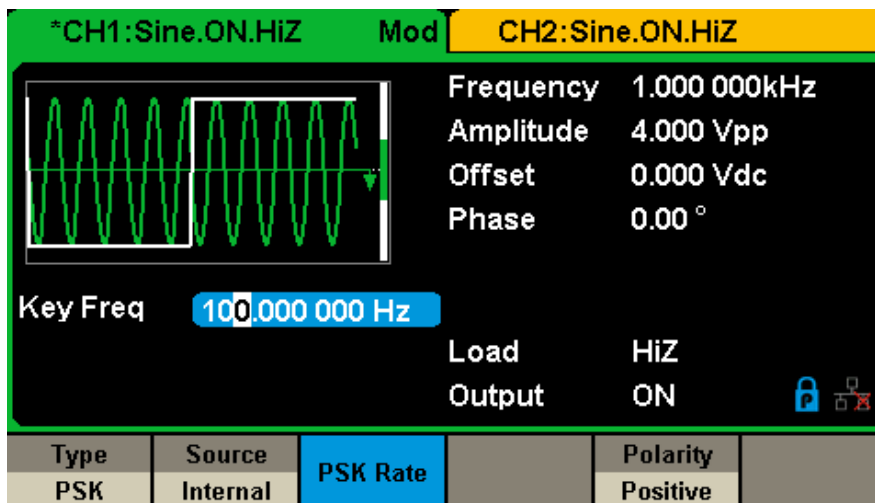 *CH1:Sine.ON.HiZ Mod CH2:Sine.ON.HiZ
Frequency 1.000 000kHz
Amplitude 4.000 Vpp
Offset 0.000 Vdc
Phase 0.00 °
Key Freq 100.000 000 Hz
Load HiZ
Output ON P
Type Source PSK Rate Polarity
PSK Internal Positive